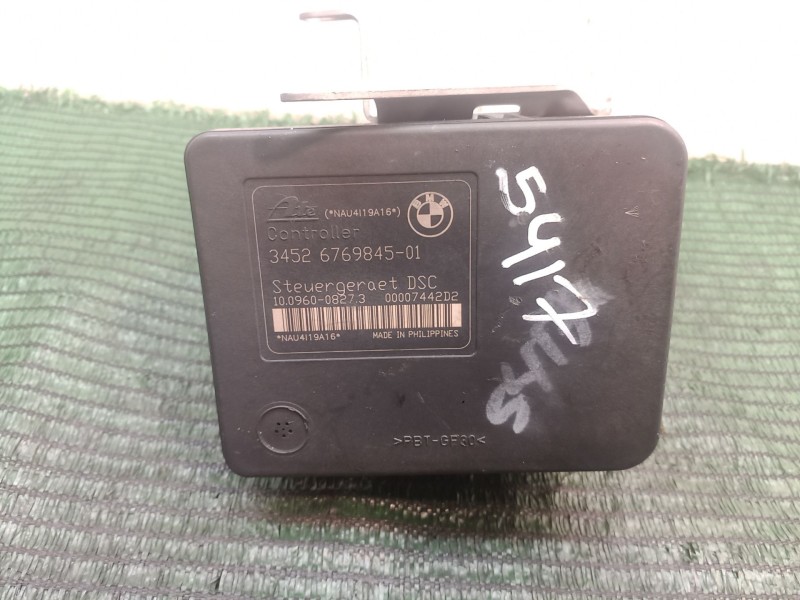 Ate (*NAU4I19A16*) BMW
Controller
3452 6769845-01
Steuergeraet DSC
10.0960-0827.3 00007442D2
*NAU4I19A16* MADE IN PHILIPPINES
>PBT-GF30<
5417